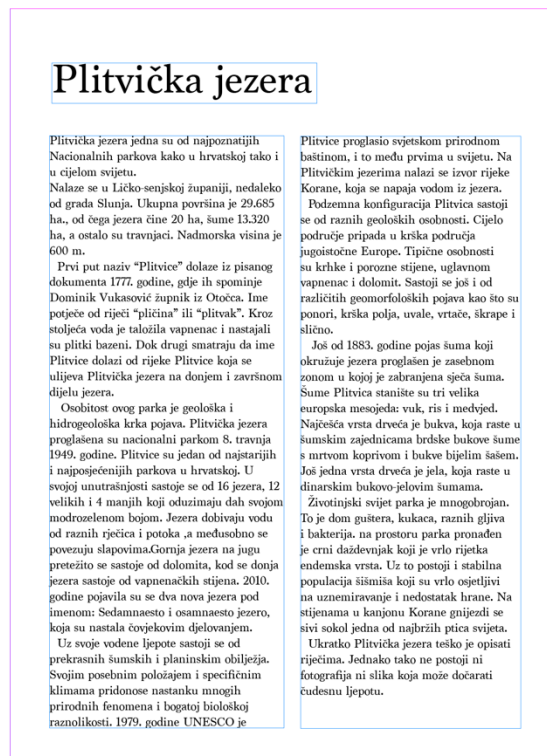 Plitvička jezera
Plitvička jezera jedna su od najpoznatijih
Nacionalnih parkova kako u hrvatskoj tako i
u cijelom svijetu.
Nalaze se u Ličko-senjskoj županiji, nedaleko
od grada Slunja. Ukupna površina je 29.685
ha., od čega jezera čine 20 ha, šume 13.320
ha, a ostalo su travnjaci. Nadmorska visina je
600 m.
Prvi put naziv “Plitvice” dolaze iz pisanog
dokumenta 1777. godine, gdje ih spominje
Dominik Vukasović župnik iz Otočca. Ime
potječe od riječi “pličina” ili “plitvak”. Kroz
stoljeća voda je taložila vapnenac i nastajali
su plitki bazeni. Dok drugi smatraju da ime
Plitvice dolazi od rijeke Plitvice koja se
ulijeva Plitvička jezera na donjem i završnom
dijelu jezera.
Osobitost ovog parka je geološka i
hidrogeološka krka pojava. Plitvička jezera
proglašena su nacionalni parkom 8. travnja
1949. godine. Plitvice su jedan od najstarijih
i najposjećenijih parkova u hrvatskoj. U
svojoj unutrašnjosti sastoje se od 16 jezera, 12
velikih i 4 manjih koji oduzimaju dah svojom
modrozelenom bojom. Jezera dobivaju vodu
od raznih rječica i potoka ,a međusobno se
povezuju slapovima.Gornja jezera na jugu
pretežito se sastoje od dolomita, kod se donja
jezera sastoje od vapnenačkih stijena. 2010.
godine pojavila su se dva nova jezera pod
imenom: Sedamnaesto i osamnaesto jezero,
koja su nastala čovjekovim djelovanjem.
Uz svoje vodene ljepote sastoji se od
prekrasnih šumskih i planinskim obilježja.
Svojim posebnim položajem i specifičnim
klimama pridonose nastanku mnogih
prirodnih fenomena i bogatoj biološkoj
raznolikosti. 1979. godine UNESCO je
Plitvice proglasio svjetskom prirodnom
baštinom, i to među prvima u svijetu. Na
Plitvičkim jezerima nalazi se izvor rijeke
Korane, koja se napaja vodom iz jezera.
Podzemna konfiguracija Plitvica sastoji
se od raznih geoloških osobnosti. Cijelo
područje pripada u krška područja
jugoistočne Europe. Tipične osobnosti
su krhke i porozne stijene, uglavnom
vapnenac i dolomit. Sastoji se još i od
različitih geomorfoloških pojava kao što su
ponori, krška polja, uvale, vrtače, škrape i
slično.
Još od 1883. godine pojas šuma koji
okružuje jezera proglašen je zasebnom
zonom u kojoj je zabranjena sječa šuma.
Šume Plitvica stanište su tri velika
europska mesojeda: vuk, ris i medvjed.
Najčešća vrsta drveća je bukva, koja raste u
šumskim zajednicama brdske bukove šume
s mrtvom koprivom i bukve bijelim šašem.
Još jedna vrsta drveća je jela, koja raste u
dinarskim bukovo-jelovim šumama.
Životinjski svijet parka je mnogobrojan.
To je dom guštera, kukaca, raznih gljiva
i bakterija. na prostoru parka pronađen
je crni daždevnjak koji je vrlo rijetka
endemska vrsta. Uz to postoji i stabilna
populacija šišmiša koji su vrlo osjetljivi
na uznemiravanje i nedostatak hrane. Na
stijenama u kanjonu Korane gnijezdi se
sivi sokol jedna od najbržih ptica svijeta.
Ukratko Plitvička jezera teško je opisati
riječima. Jednako tako ne postoji ni
fotografija ni slika koja može dočarati
čudesnu ljepotu.